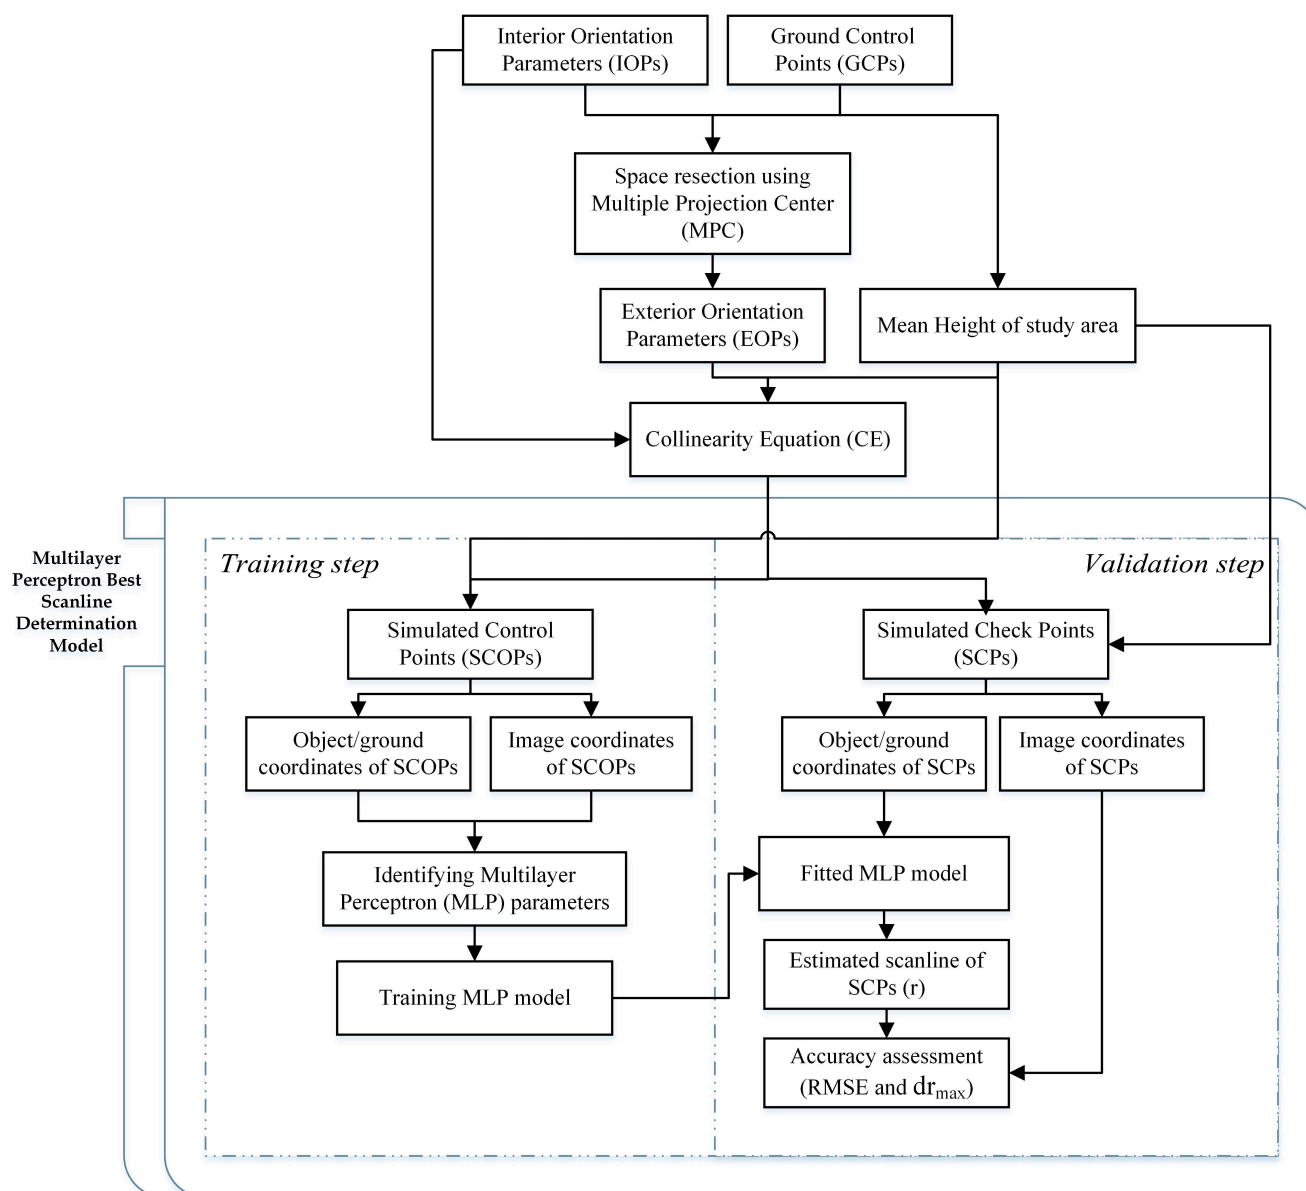 Interior Orientation
Parameters (IOPs)
Ground Control
Points (GCPs)
Space resection using
Multiple Projection Center
(MPC)
Exterior Orientation
Parameters (EOPs)
Mean Height of study area
Collinearity Equation (CE)
Multilayer
Perceptron Best
Scanline
Determination
Model
Training step
Validation step
Simulated Control
Points (SCOPs)
Simulated Check Points
(SCPs)
Object/ground
coordinates of SCOPs
Image coordinates
of SCOPs
Object/ground
coordinates of SCPs
Image coordinates
of SCPs
Identifying Multilayer
Perceptron (MLP) parameters
Fitted MLP model
Training MLP model
Estimated scanline of
SCPs (r)
Accuracy assessment
(RMSE and drmax)